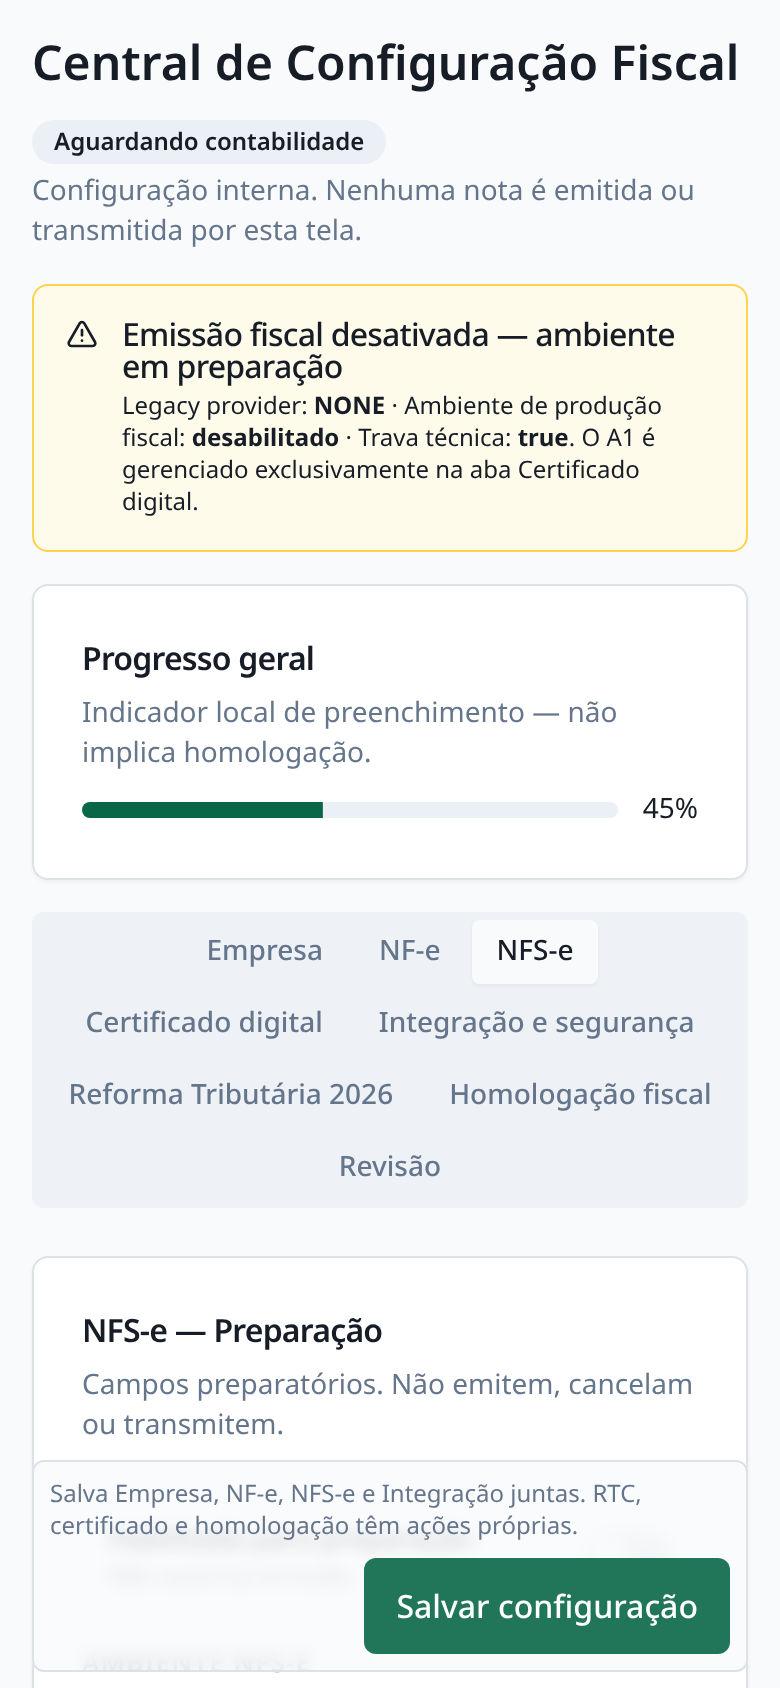 Central de Configuração Fiscal
Aguardando contabilidade
Configuração interna. Nenhuma nota é emitida ou
transmitida por esta tela.
Emissão fiscal desativada — ambiente
em preparação
Legacy provider: NONE · Ambiente de produção
fiscal: desabilitado · Trava técnica: true. O A1 é
gerenciado exclusivamente na aba Certificado
digital.
Progresso geral
Indicador local de preenchimento — não
implica homologação.
45%
Empresa NF-e NFS-e
Certificado digital Integração e segurança
Reforma Tributária 2026 Homologação fiscal
Revisão
NFS-e — Preparação
Campos preparatórios. Não emitem, cancelam
ou transmitem.
Salva Empresa, NF-e, NFS-e e Integração juntas. RTC,
certificado e homologação têm ações próprias.
Salvar configuração
AMBIENTE NFS-E